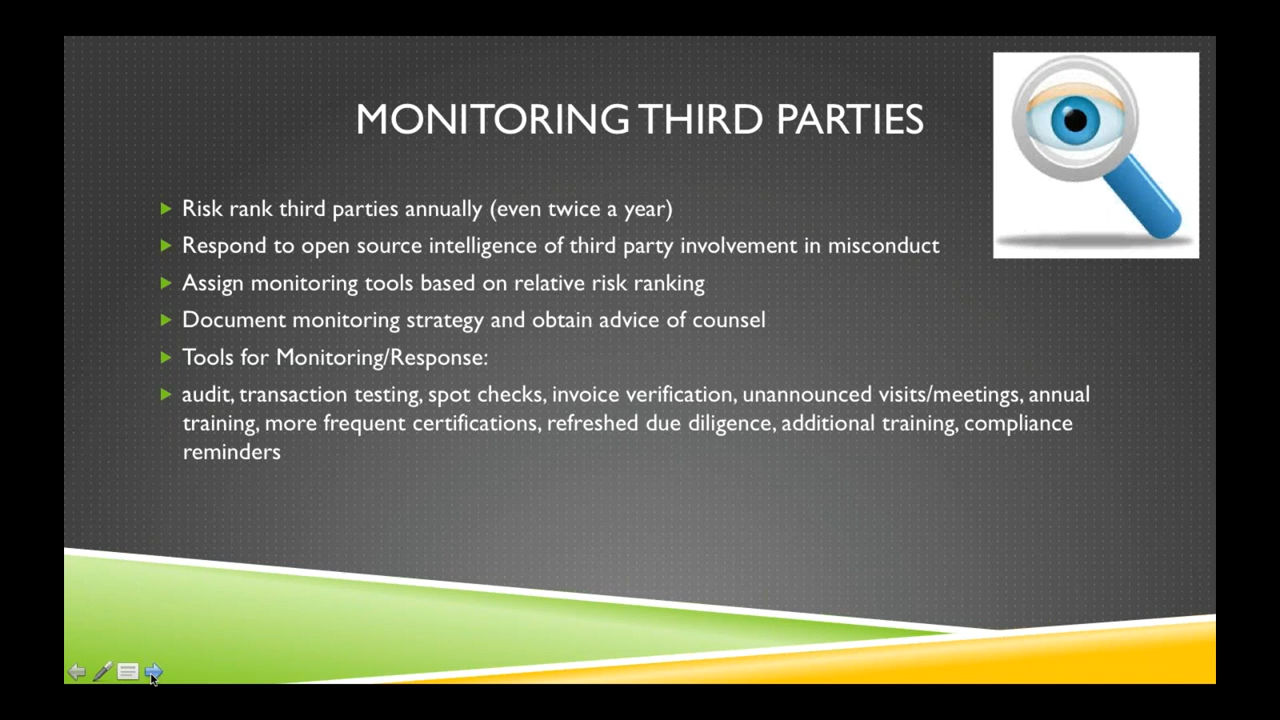 MONITORING THIRD PARTIES
Risk rank third parties annually (even twice a year)
Respond to open source intelligence of third party involvement in misconduct
Assign monitoring tools based on relative risk ranking
Document monitoring strategy and obtain advice of counsel
Tools for Monitoring/Response:
audit, transaction testing, spot checks, invoice verification, unannounced visits/meetings, annual
training, more frequent certifications, refreshed due diligence, additional training, compliance
reminders